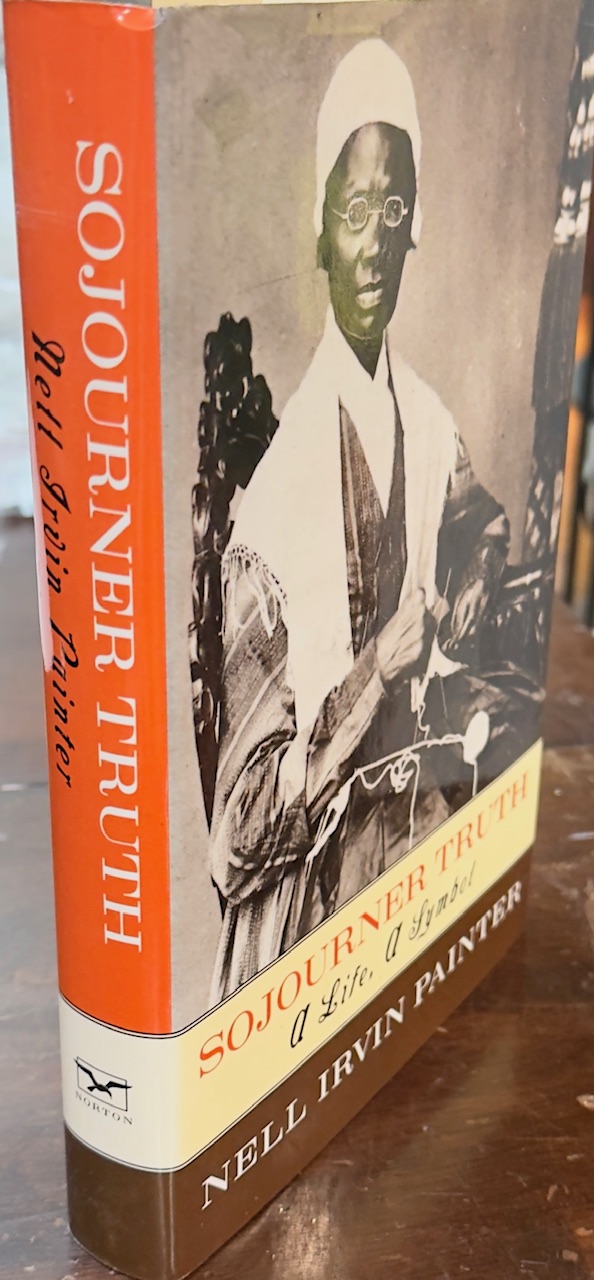 SOJOURNER TRUTH
Nell Irvin Painter
NORTON
SOJOURNER TRUTH
A Life, A Symbol
NELL IRVIN PAINTER